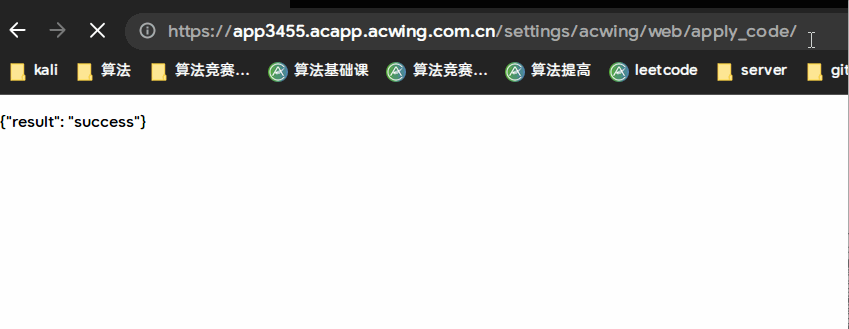 https://app3455.acapp.acwing.com.cn/settings/acwing/web/apply_code/
kali 算法 算法竞赛... 算法基础课 算法竞赛... 算法提高 leetcode server git
{"result": "success"}